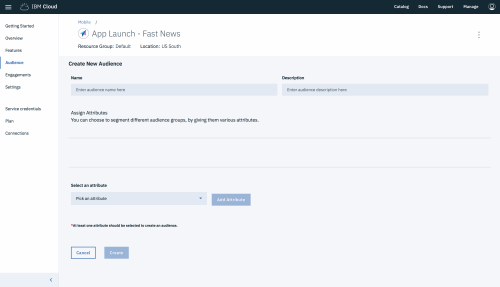 IBM Cloud
Catalog Docs Support Manage
Getting Started
Overview
Features
Audience
Engagements
Settings
Service credentials
Plan
Connections
Mobile /
App Launch - Fast News
Resource Group: Default Location: US South
Create New Audience
Name
Enter audience name here
Description
Enter audience description here
Assign Attributes
You can choose to segment different audience groups, by giving them various attributes.
Select an attribute
Pick an attribute
Add Attribute
*At least one attribute should be selected to create an audience.
Cancel
Create